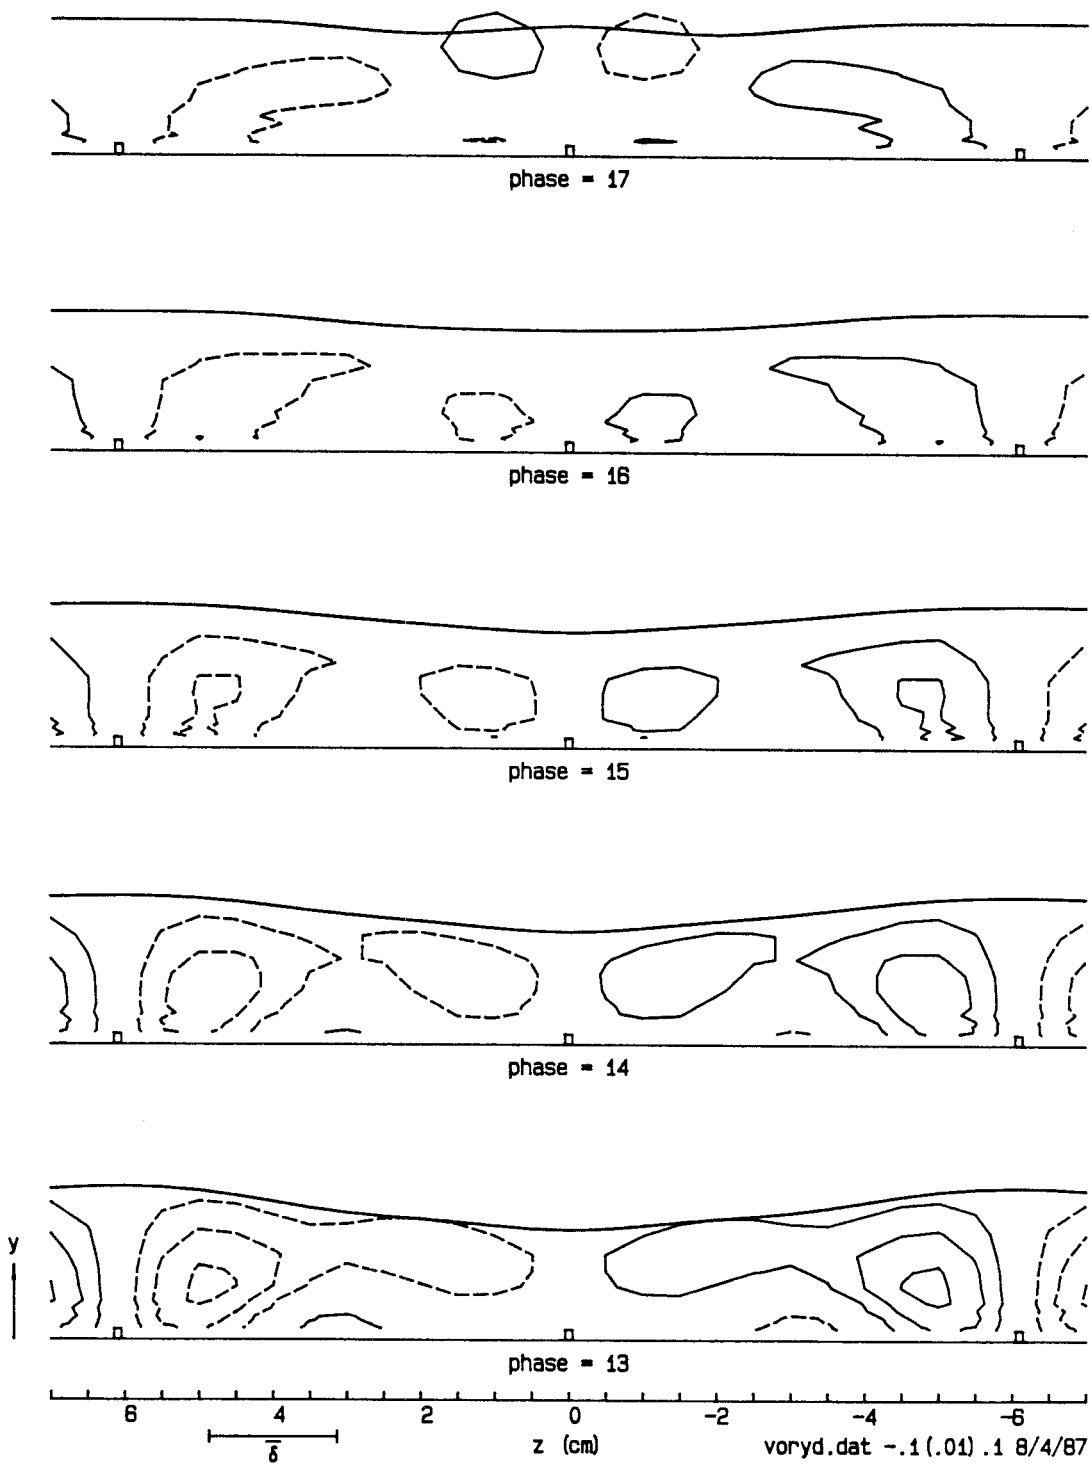 phase = 17
phase = 16
phase = 15
phase = 14
y
phase = 13
6 4 2 0 -2 -4 -6
δ̅ z (cm) voryd.dat -.1(.01).1 8/4/87